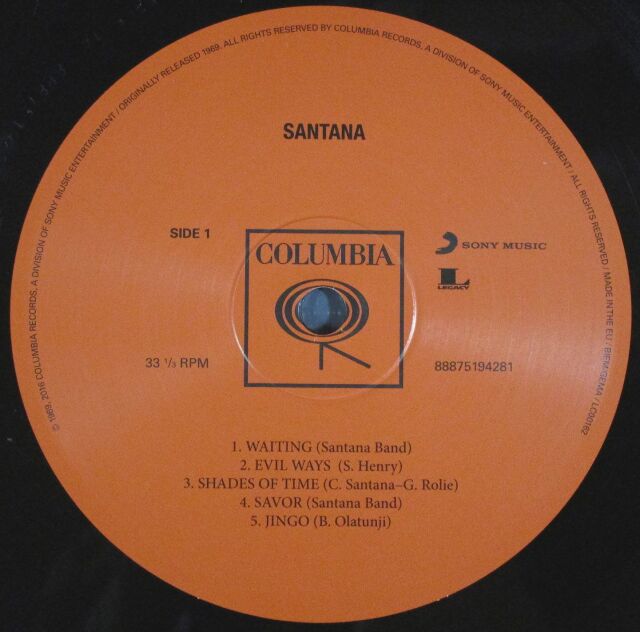 © 1969, 2016 COLUMBIA RECORDS, A DIVISION OF SONY MUSIC ENTERTAINMENT / ORIGINALLY RELEASED 1969. ALL RIGHTS RESERVED BY COLUMBIA RECORDS, A DIVISION OF SONY MUSIC ENTERTAINMENT / ALL RIGHTS RESERVED / MADE IN THE EU / BIEM/GEMA / LC00162
SANTANA
SIDE 1
COLUMBIA
SONY MUSIC
L
LEGACY
33 1/3 RPM
88875194281
1. WAITING (Santana Band)
2. EVIL WAYS (S. Henry)
3. SHADES OF TIME (C. Santana–G. Rolie)
4. SAVOR (Santana Band)
5. JINGO (B. Olatunji)